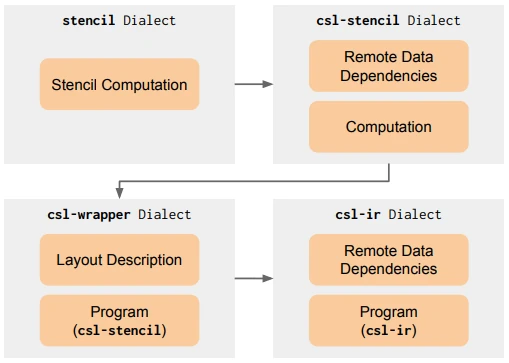 stencil Dialect
Stencil Computation
csl-stencil Dialect
Remote Data
Dependencies
Computation
csl-wrapper Dialect
Layout Description
Program
(csl-stencil)
csl-ir Dialect
Remote Data
Dependencies
Program
(csl-ir)